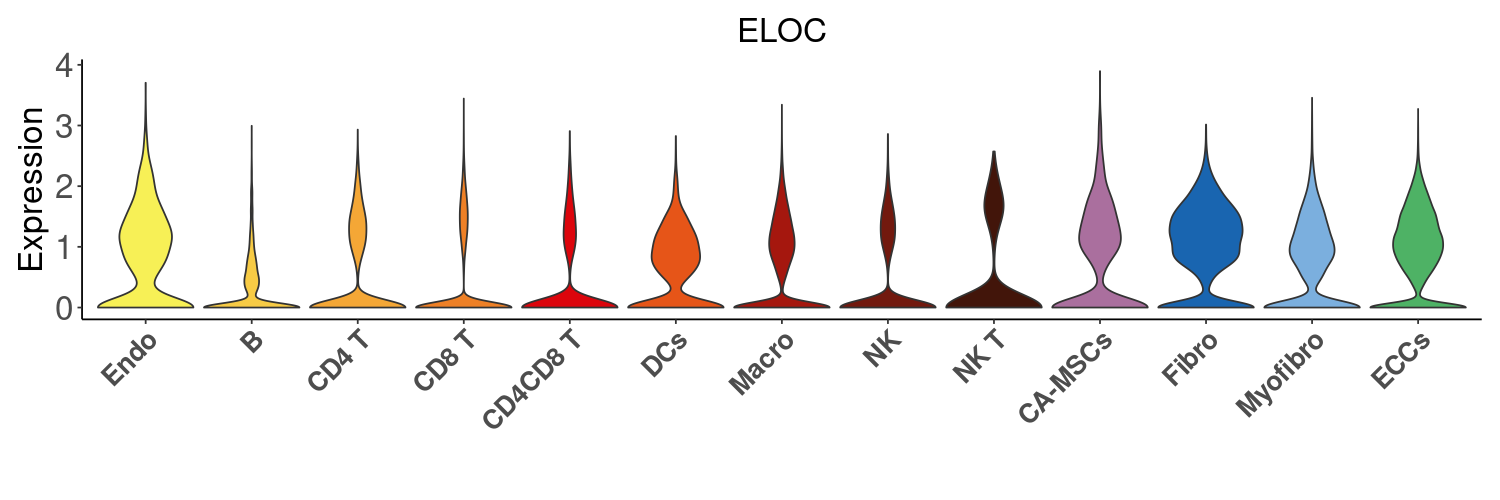 ELOC
Expression
4
3
2
1
0
Endo
B
CD4 T
CD8 T
CD4CD8 T
DCs
Macro
NK
NK T
CA-MSCs
Fibro
Myofibro
ECCs